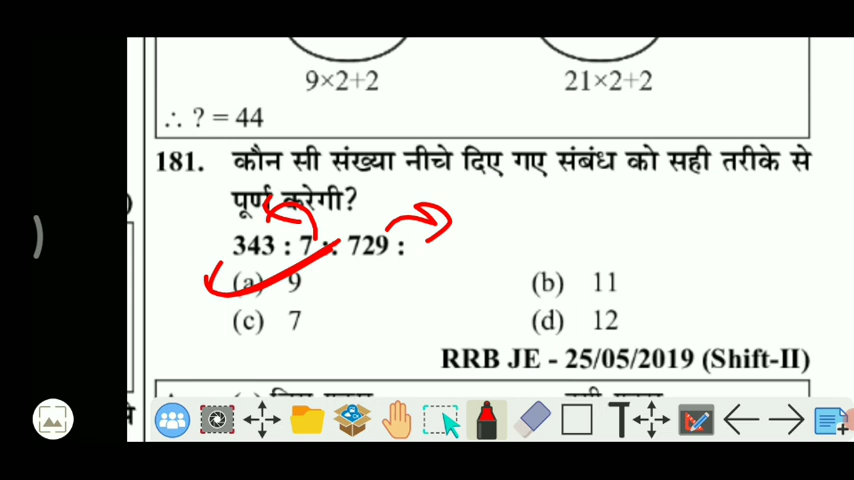 9×2+2 21×2+2
∴ ? = 44
181. कौन सी संख्या नीचे दिए गए संबंध को सही तरीके से
पूर्ण करेगी?
343 : 7 :: 729 :
(a) 9 (b) 11
(c) 7 (d) 12
RRB JE - 25/05/2019 (Shift-II)
T